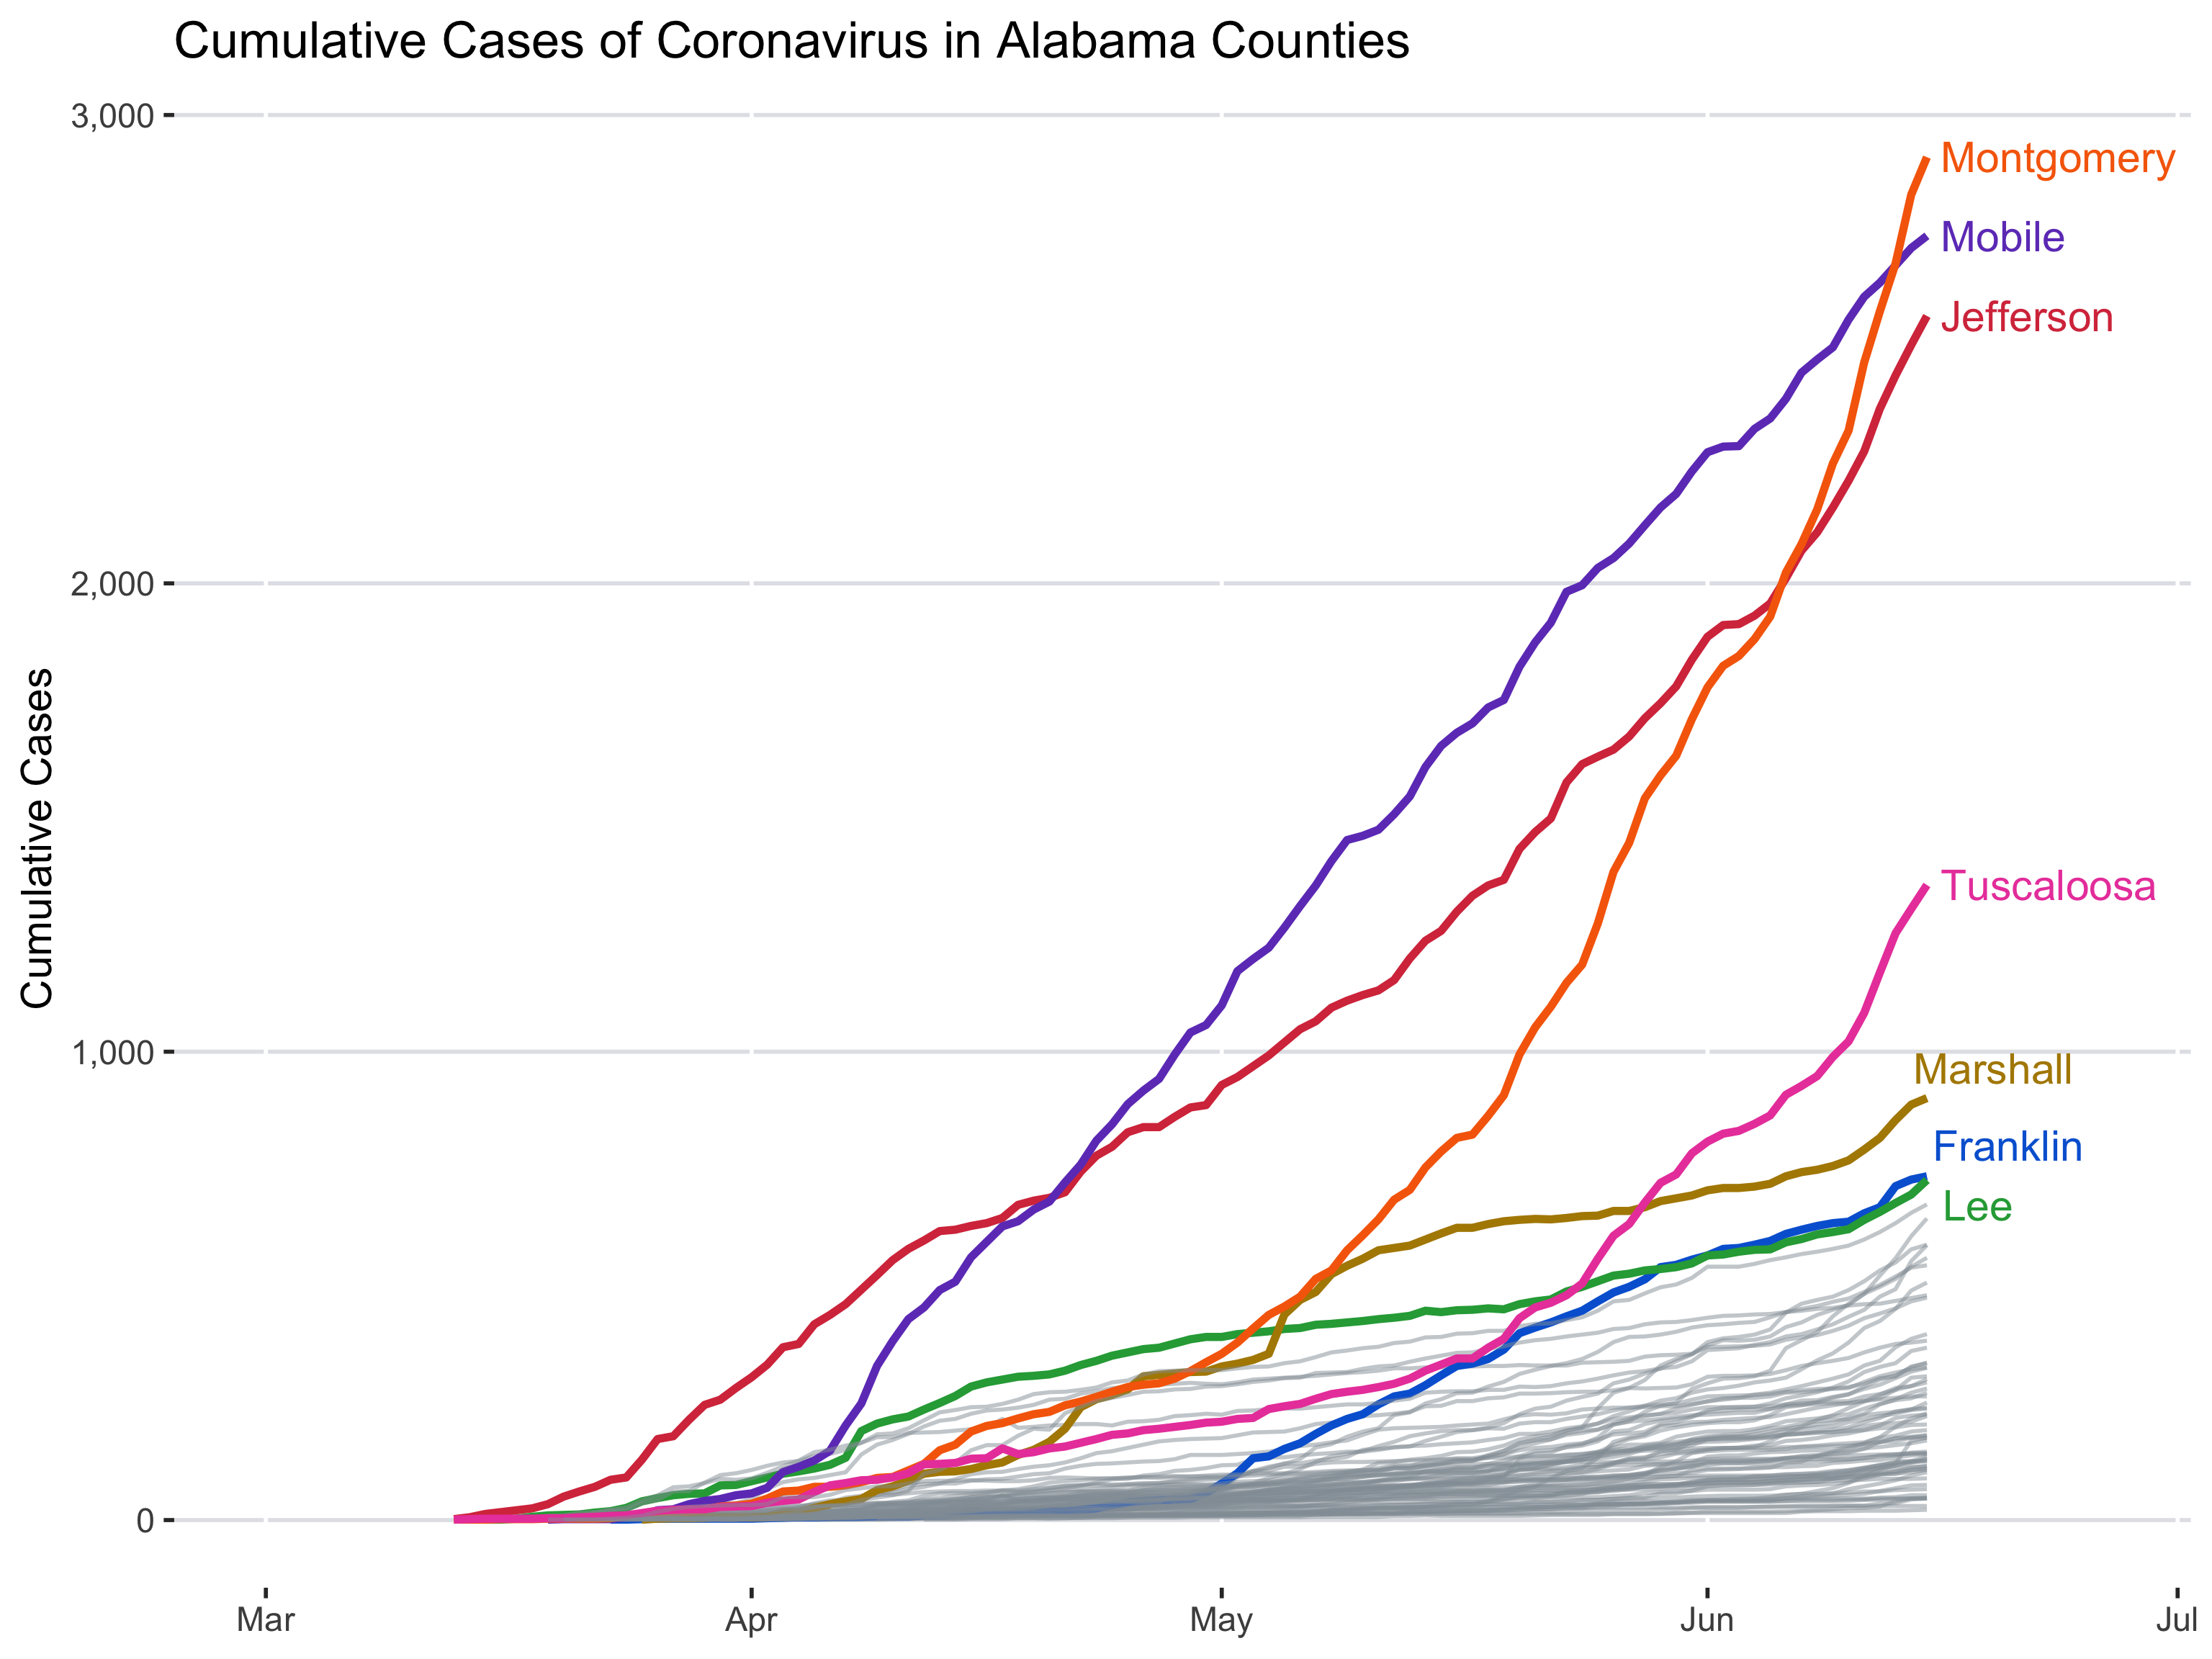 Cumulative Cases of Coronavirus in Alabama Counties
3,000
Montgomery
Mobile
Jefferson
2,000
Cumulative Cases
Tuscaloosa
1,000
Marshall
Franklin
Lee
0
Mar Apr May Jun Jul